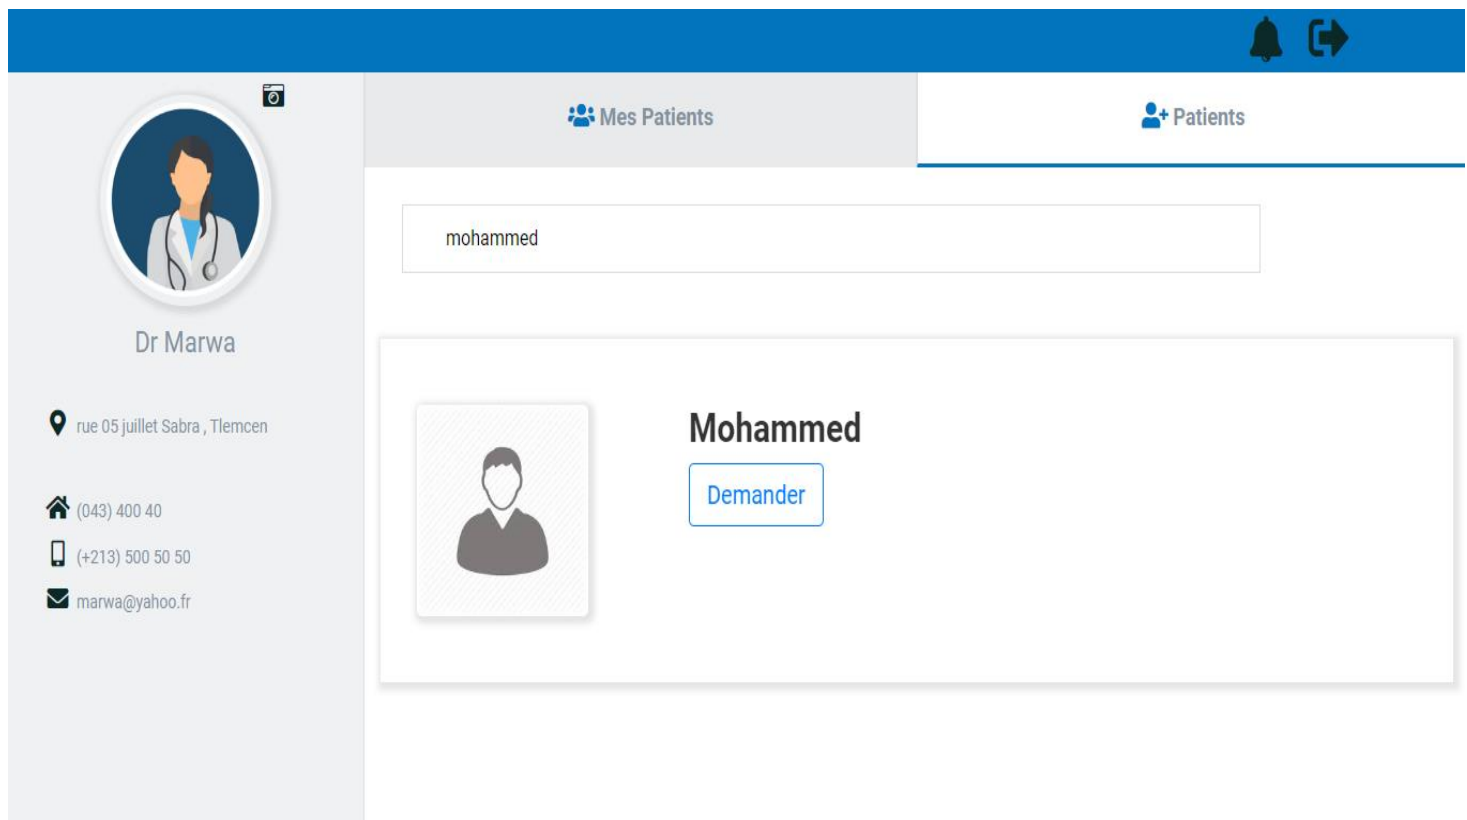 Mes Patients
Patients
mohammed
Dr Marwa
rue 05 juillet Sabra , Tlemcen
(043) 400 40
(+213) 500 50 50
marwa@yahoo.fr
Mohammed
Demander